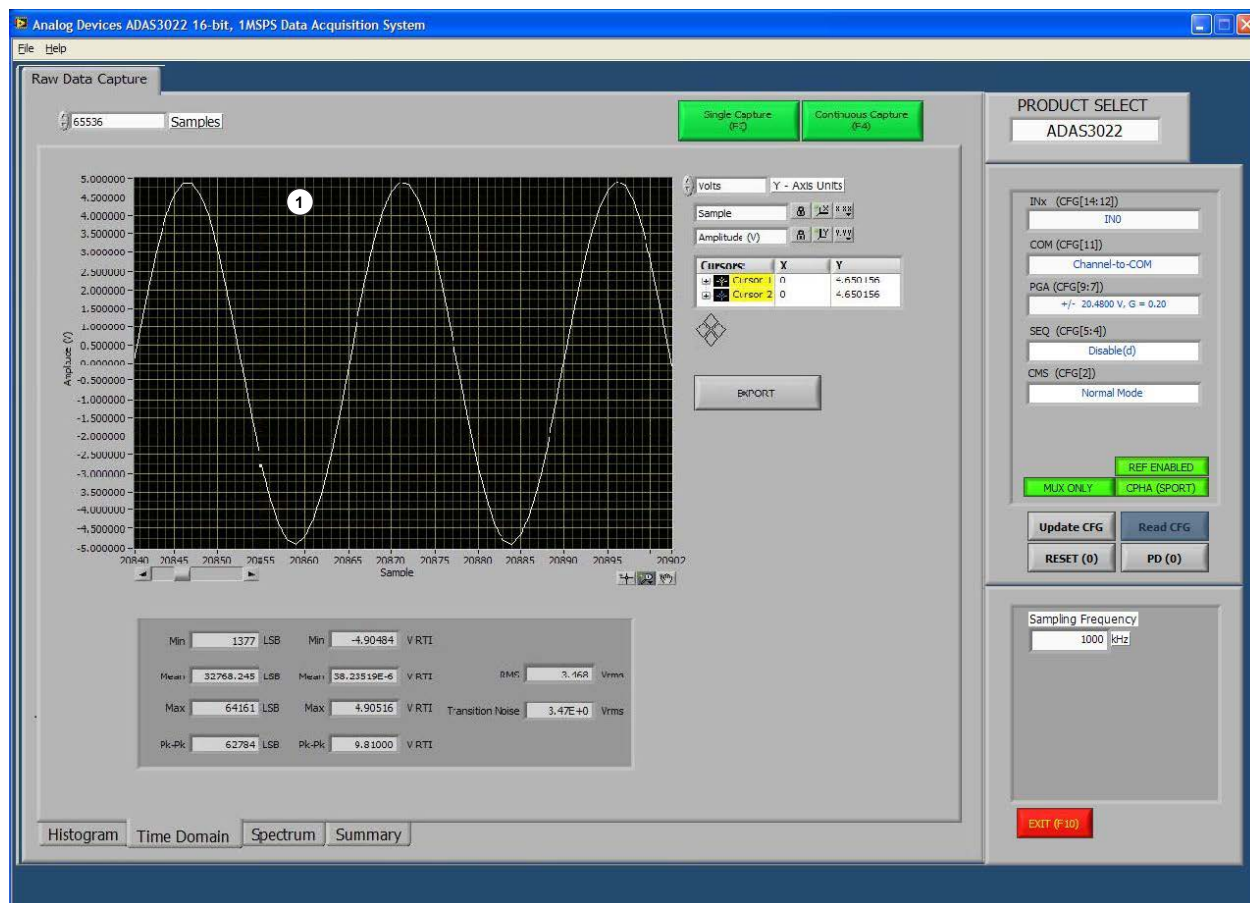 Analog Devices ADAS3022 16-bit, 1MSPS Data Acquisition System
File Help
Raw Data Capture
65536 Samples
Single Capture
(F3)
Continuous Capture
(F4)
PRODUCT SELECT
ADAS3022
1
5.000000
4.500000
4.000000
3.500000
3.000000
2.500000
2.000000
1.500000
1.000000
0.500000
0.000000
-0.500000
-1.000000
-1.500000
-2.000000
-2.500000
-3.000000
3.500000
4.000000
-4.500000
-5.000000
Amplitude (V)
20840 20845 20850 20855 20860 20865 20870 20875 20880 20885 20890 20895 20902
Sample
volts Y - Axis Units
Sample
Amplitude (V)
Cursors: X Y
Cursor 1 0 4.650156
Cursor 2 0 4.650156
EXPORT
INx (CFG[14:12])
IN0
COM (CFG[11])
Channel-to-COM
PGA (CFG[9:7])
+/- 20.4800 V, G = 0.20
SEQ (CFG[5:4])
Disable(d)
CMS (CFG[2])
Normal Mode
REF ENABLED
MUX ONLY CPHA (SPORT)
Update CFG Read CFG
RESET (0) PD (0)
Min 1377 LSB Min -4.90484 V RTI
Mean 32768.245 LSB Mean 38.23519E-6 V RTI RMS 3.468 Vrms
Max 64161 LSB Max 4.90516 V RTI Transition Noise 3.47E+0 Vrms
Pk-Pk 62784 LSB Pk-Pk 9.81000 V RTI
Sampling Frequency
1000 kHz
EXIT (F10)
Histogram Time Domain Spectrum Summary